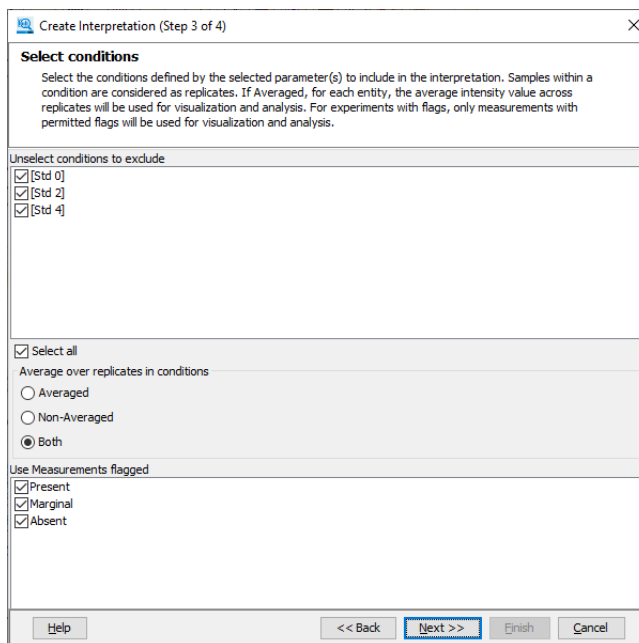 Create Interpretation (Step 3 of 4)
Select conditions
Select the conditions defined by the selected parameter(s) to include in the interpretation. Samples within a
condition are considered as replicates. If Averaged, for each entity, the average intensity value across
replicates will be used for visualization and analysis. For experiments with flags, only measurements with
permitted flags will be used for visualization and analysis.
Unselect conditions to exclude
[Std 0]
[Std 2]
[Std 4]
Select all
Average over replicates in conditions
Averaged
Non-Averaged
Both
Use Measurements flagged
Present
Marginal
Absent
Help << Back Next >> Finish Cancel